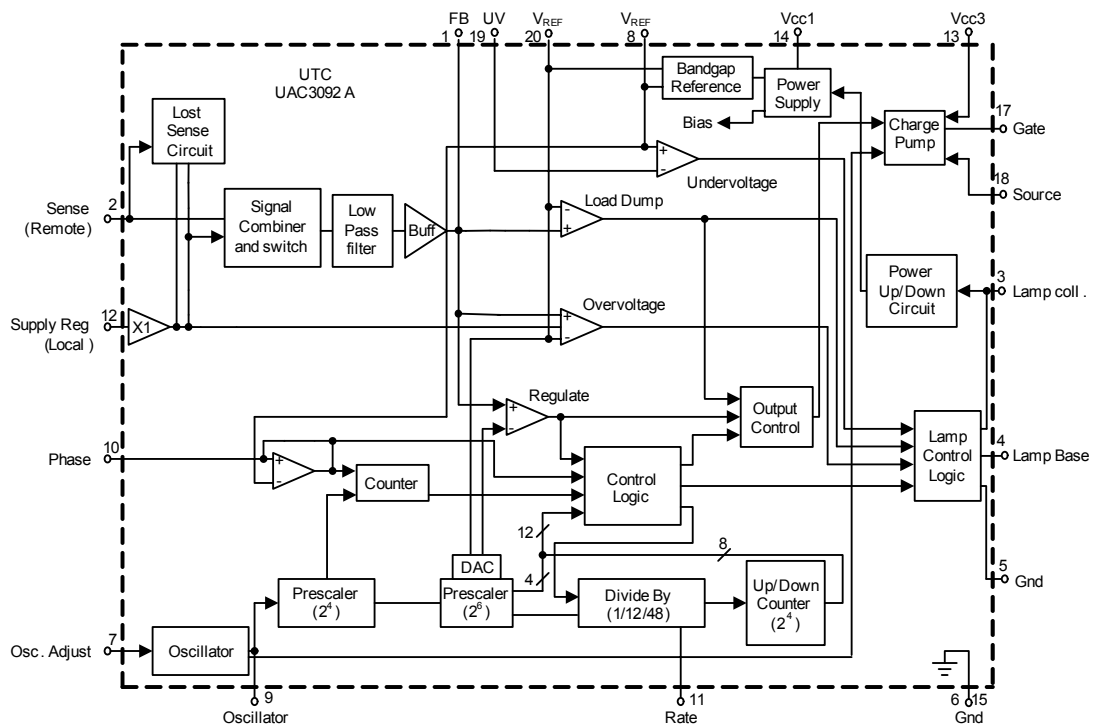 FB UV VREF VREF Vcc1 Vcc3
1 19 20 8 14 13
UTC
UAC3092 A
Bandgap
Reference
Power
Supply
Bias
Lost
Sense
Circuit
Charge
Pump
17
Gate
18
Source
+
-
Undervoltage
2
Sense
(Remote)
Signal
Combiner
and switch
Low
Pass
filter
Buff
Load Dump
-
+
Power
Up/Down
Circuit
3
Lamp coll .
12
Supply Reg
(Local )
X1
Overvoltage
+
-
Regulate
+
-
Output
Control
10
Phase
+
-
Counter
Control
Logic
Lamp
Control
Logic
4
Lamp Base
12
8
DAC
4
5
Gnd
Prescaler
(2⁴)
Prescaler
(2⁶)
Divide By
(1/12/48)
Up/Down
Counter
(2⁴)
7
Osc. Adjust
Oscillator
9
Oscillator
11
Rate
6 15
Gnd